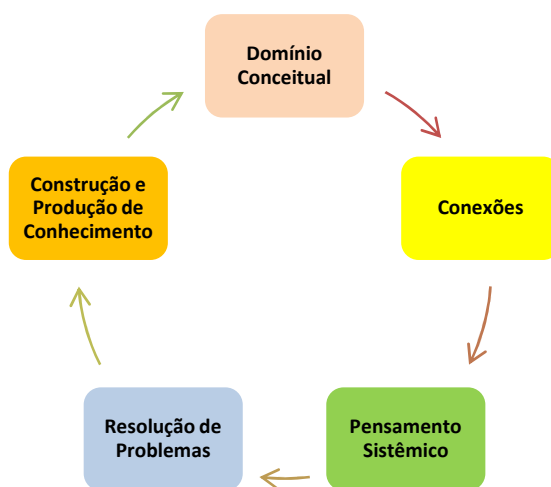 Domínio
Conceitual
Conexões
Pensamento
Sistêmico
Resolução de
Problemas
Construção e
Produção de
Conhecimento